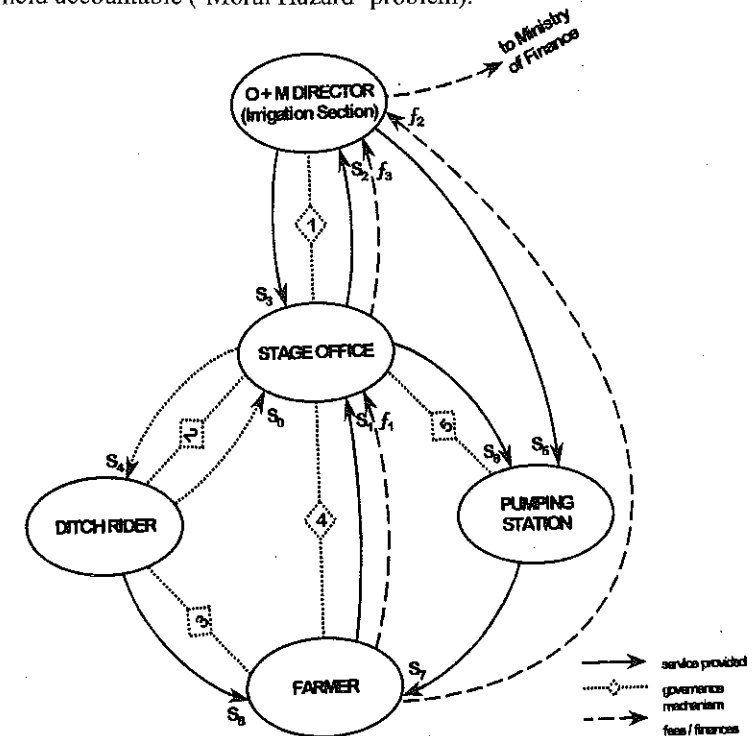 held accountable ("Moral Hazard" problem).
to Ministry
of Finance
O + M DIRECTOR
(Irrigation Section)
f2
S2 f3
1
S3
STAGE OFFICE
S4
2
S0
S1 f1
5
S6
S5
DITCH RIDER
4
PUMPING
STATION
3
FARMER
S7
S8
service provided
governance
mechanism
fees / finances